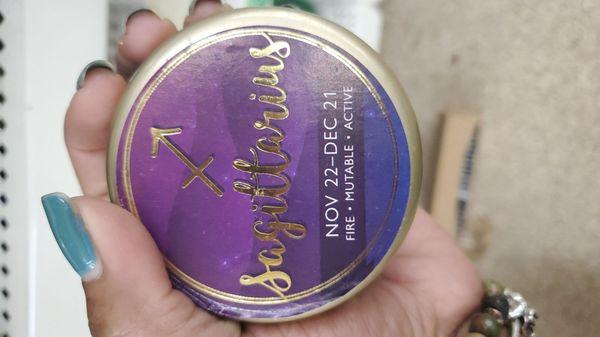 sagittarius
NOV 22–DEC 21
FIRE • MUTABLE • ACTIVE